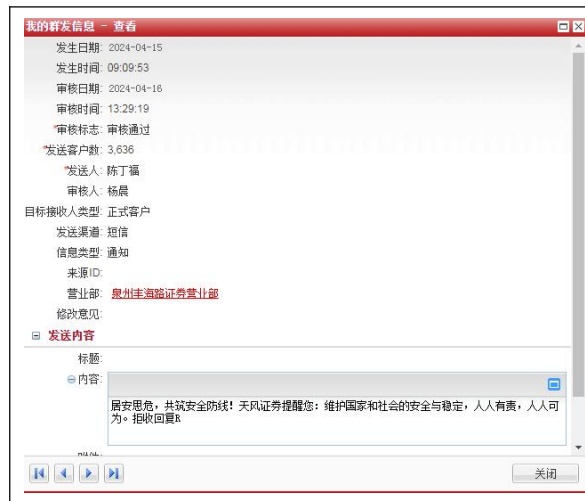 我的群发信息 - 查看
发生日期: 2024-04-15
发生时间: 09:09:53
审核日期: 2024-04-16
审核时间: 13:29:19
*审核标志: 审核通过
*发送客户数: 3,636
*发送人: 陈丁福
审核人: 杨晨
目标接收人类型: 正式客户
发送渠道: 短信
信息类型: 通知
来源ID:
营业部: 泉州丰海路证券营业部
修改意见:
发送内容
标题:
内容:
居安思危，共筑安全防线！天风证券提醒您：维护国家和社会的安全与稳定，人人有责，人人可
为。拒收回复R
关闭